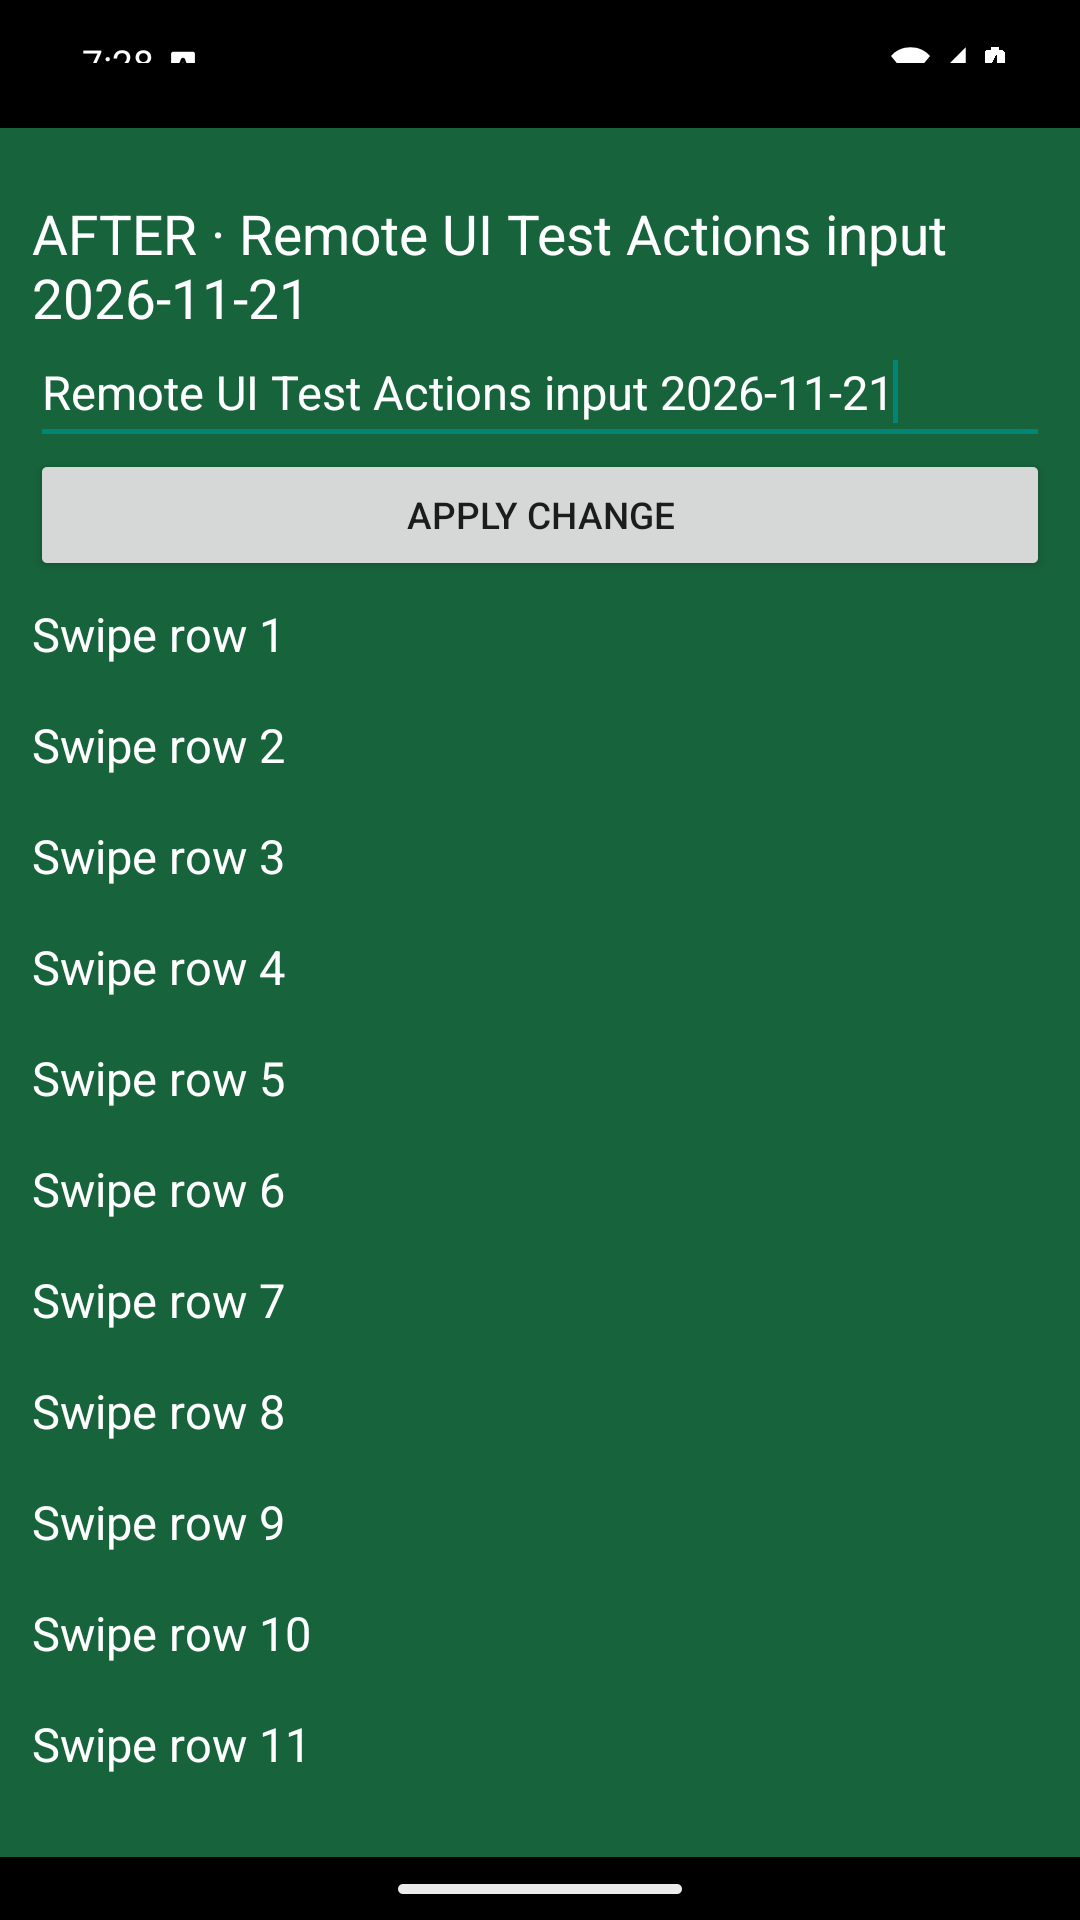 AFTER · Remote UI Test Actions input
2026-11-21
Remote UI Test Actions input 2026-11-21
APPLY CHANGE
Swipe row 1
Swipe row 2
Swipe row 3
Swipe row 4
Swipe row 5
Swipe row 6
Swipe row 7
Swipe row 8
Swipe row 9
Swipe row 10
Swipe row 11